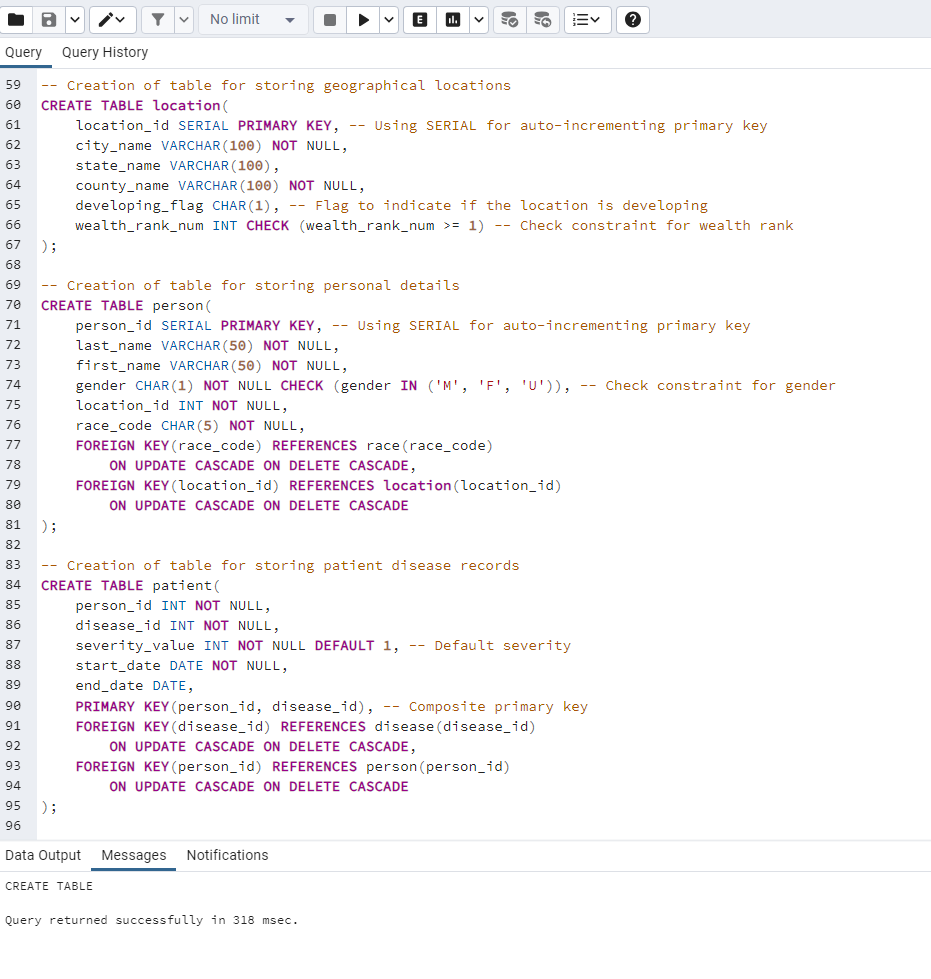 No limit
E
Query Query History
59 -- Creation of table for storing geographical locations
60 CREATE TABLE location(
61 location_id SERIAL PRIMARY KEY, -- Using SERIAL for auto-incrementing primary key
62 city_name VARCHAR(100) NOT NULL,
63 state_name VARCHAR(100),
64 county_name VARCHAR(100) NOT NULL,
65 developing_flag CHAR(1), -- Flag to indicate if the location is developing
66 wealth_rank_num INT CHECK (wealth_rank_num >= 1) -- Check constraint for wealth rank
67 );
68
69 -- Creation of table for storing personal details
70 CREATE TABLE person(
71 person_id SERIAL PRIMARY KEY, -- Using SERIAL for auto-incrementing primary key
72 last_name VARCHAR(50) NOT NULL,
73 first_name VARCHAR(50) NOT NULL,
74 gender CHAR(1) NOT NULL CHECK (gender IN ('M', 'F', 'U')), -- Check constraint for gender
75 location_id INT NOT NULL,
76 race_code CHAR(5) NOT NULL,
77 FOREIGN KEY(race_code) REFERENCES race(race_code)
78 ON UPDATE CASCADE ON DELETE CASCADE,
79 FOREIGN KEY(location_id) REFERENCES location(location_id)
80 ON UPDATE CASCADE ON DELETE CASCADE
81 );
82
83 -- Creation of table for storing patient disease records
84 CREATE TABLE patient(
85 person_id INT NOT NULL,
86 disease_id INT NOT NULL,
87 severity_value INT NOT NULL DEFAULT 1, -- Default severity
88 start_date DATE NOT NULL,
89 end_date DATE,
90 PRIMARY KEY(person_id, disease_id), -- Composite primary key
91 FOREIGN KEY(disease_id) REFERENCES disease(disease_id)
92 ON UPDATE CASCADE ON DELETE CASCADE,
93 FOREIGN KEY(person_id) REFERENCES person(person_id)
94 ON UPDATE CASCADE ON DELETE CASCADE
95 );
96
Data Output Messages Notifications
CREATE TABLE
Query returned successfully in 318 msec.